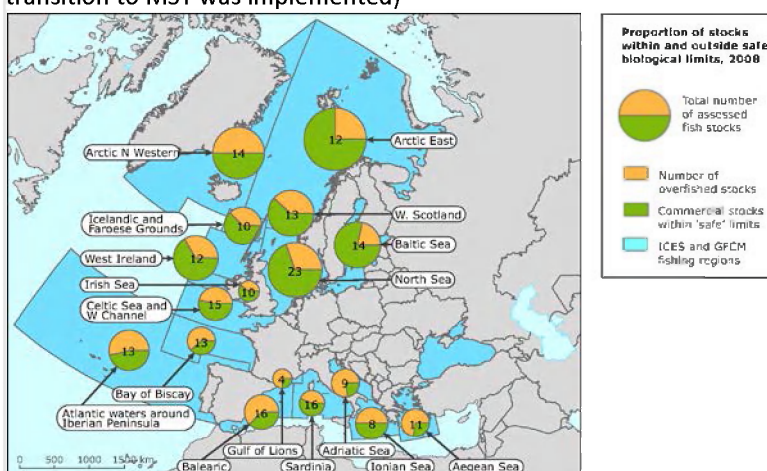 transition to MSY was implemented)
Proportion of stocks
within and outside safe
biological limits, 2008
Total number
of assessed
fish stocks
Number of
overfished stocks
Commercial stocks
within 'safe' limits
ICES and GFCM
fishing regions
12
Arctic East
Arctic N Western
14
13
W. Scotland
Icelandic and
Faroese Grounds
10
14
Baltic Sea
West Ireland
12
23
North Sea
Irish Sea
10
Celtic Sea and
W Channel
15
13
13
Bay of Biscay
Atlantic waters around
Iberian Peninsula
4
9
16
16
8
11
Gulf of Lions
Adriatic Sea
Balearic
Sardinia
Ionian Sea
Aegean Sea
0 500 1000 1500 km